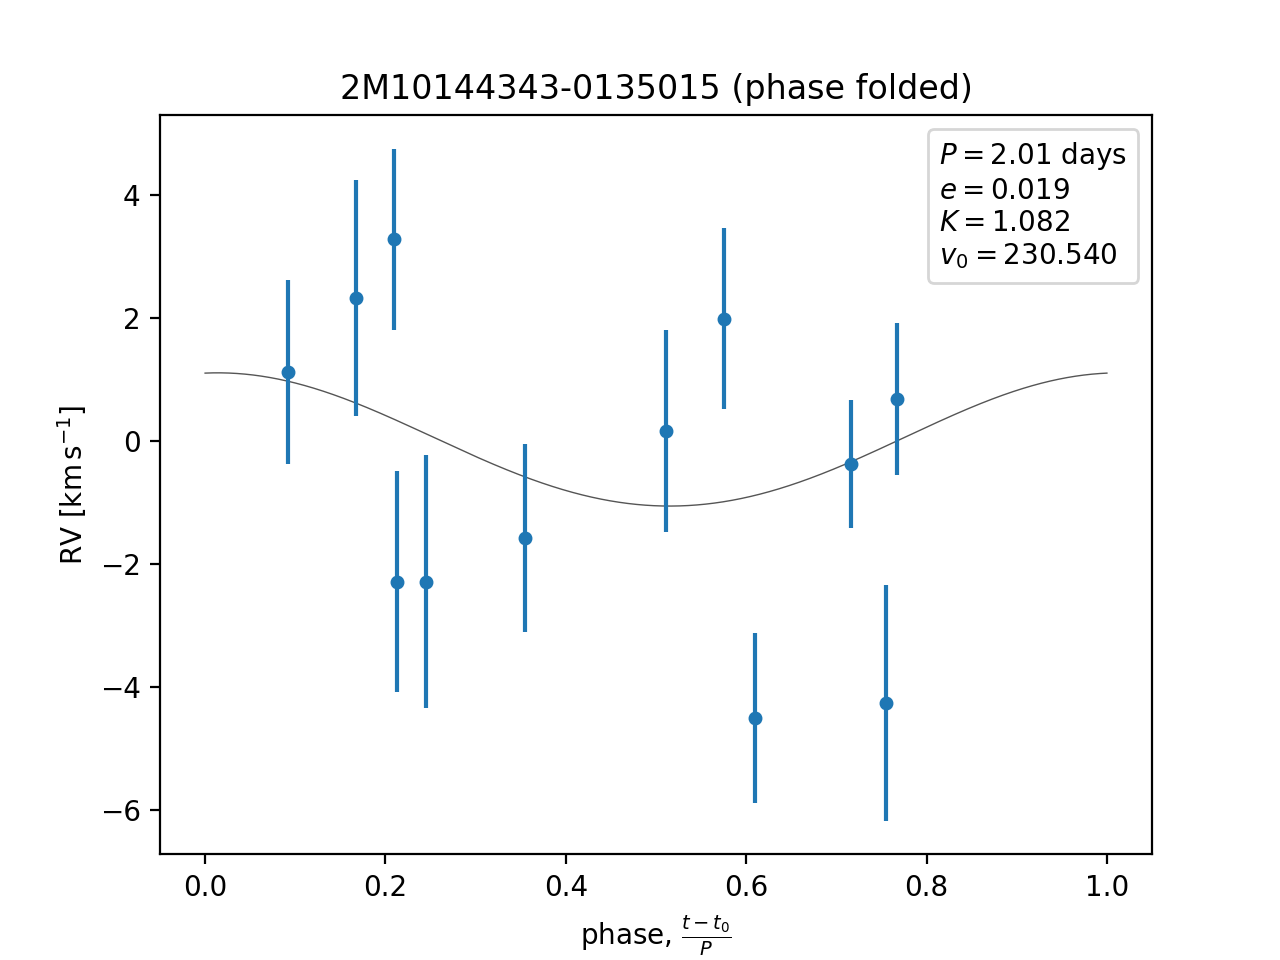 2M10144343-0135015 (phase folded)
P = 2.01 days
e = 0.019
K = 1.082
v₀ = 230.540
4
2
0
−2
−4
−6
RV [km s⁻¹]
0.0 0.2 0.4 0.6 0.8 1.0
phase, (t − t₀)/P